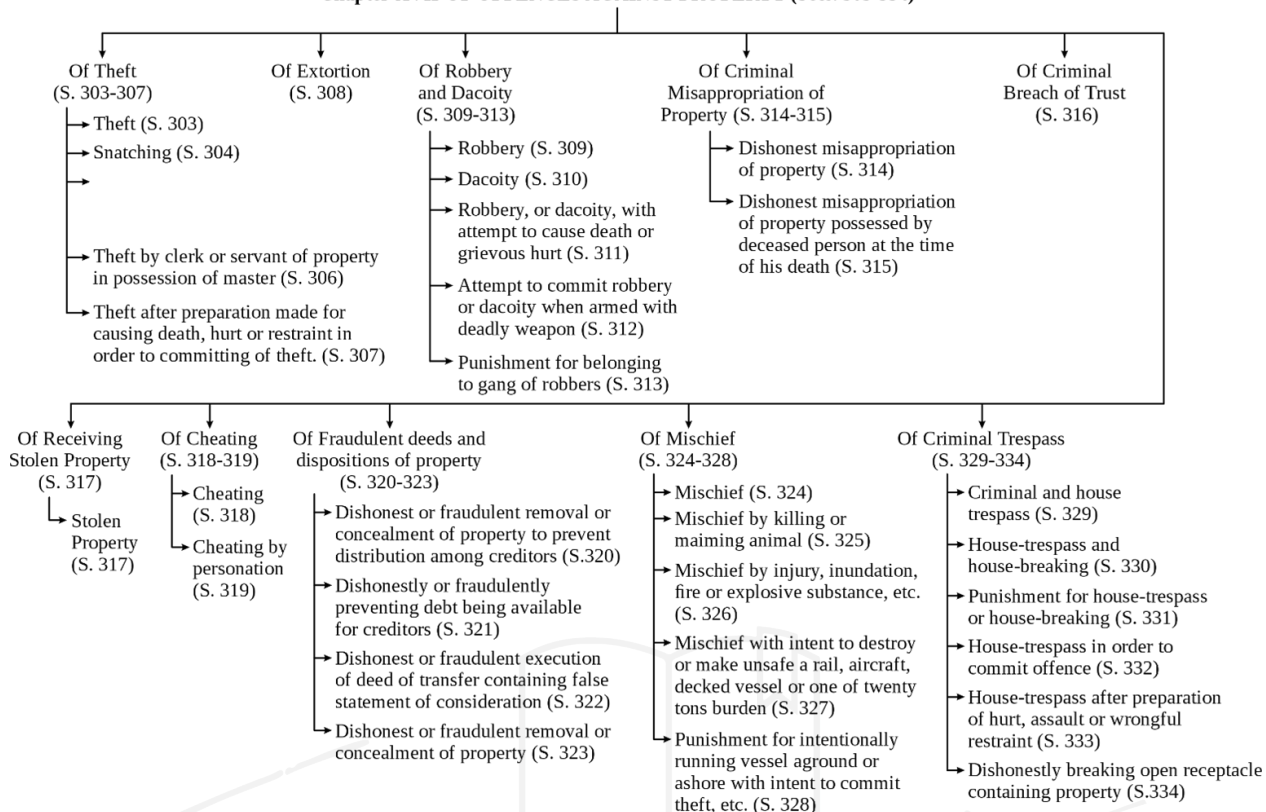 Of Theft
(S. 303-307)
Theft (S. 303)
Snatching (S. 304)
Theft by clerk or servant of property
in possession of master (S. 306)
Theft after preparation made for
causing death, hurt or restraint in
order to committing of theft. (S. 307)
Of Extortion
(S. 308)
Of Robbery
and Dacoity
(S. 309-313)
Robbery (S. 309)
Dacoity (S. 310)
Robbery, or dacoity, with
attempt to cause death or
grievous hurt (S. 311)
Attempt to commit robbery
or dacoity when armed with
deadly weapon (S. 312)
Punishment for belonging
to gang of robbers (S. 313)
Of Criminal
Misappropriation of
Property (S. 314-315)
Dishonest misappropriation
of property (S. 314)
Dishonest misappropriation
of property possessed by
deceased person at the time
of his death (S. 315)
Of Criminal
Breach of Trust
(S. 316)
Of Receiving
Stolen Property
(S. 317)
Stolen
Property
(S. 317)
Of Cheating
(S. 318-319)
Cheating
(S. 318)
Cheating by
personation
(S. 319)
Of Fraudulent deeds and
dispositions of property
(S. 320-323)
Dishonest or fraudulent removal or
concealment of property to prevent
distribution among creditors (S.320)
Dishonestly or fraudulently
preventing debt being available
for creditors (S. 321)
Dishonest or fraudulent execution
of deed of transfer containing false
statement of consideration (S. 322)
Dishonest or fraudulent removal or
concealment of property (S. 323)
Of Mischief
(S. 324-328)
Mischief (S. 324)
Mischief by killing or
maiming animal (S. 325)
Mischief by injury, inundation,
fire or explosive substance, etc.
(S. 326)
Mischief with intent to destroy
or make unsafe a rail, aircraft,
decked vessel or one of twenty
tons burden (S. 327)
Punishment for intentionally
running vessel aground or
ashore with intent to commit
theft, etc. (S. 328)
Of Criminal Trespass
(S. 329-334)
Criminal and house
trespass (S. 329)
House-trespass and
house-breaking (S. 330)
Punishment for house-trespass
or house-breaking (S. 331)
House-trespass in order to
commit offence (S. 332)
House-trespass after preparation
of hurt, assault or wrongful
restraint (S. 333)
Dishonestly breaking open receptacle
containing property (S.334)